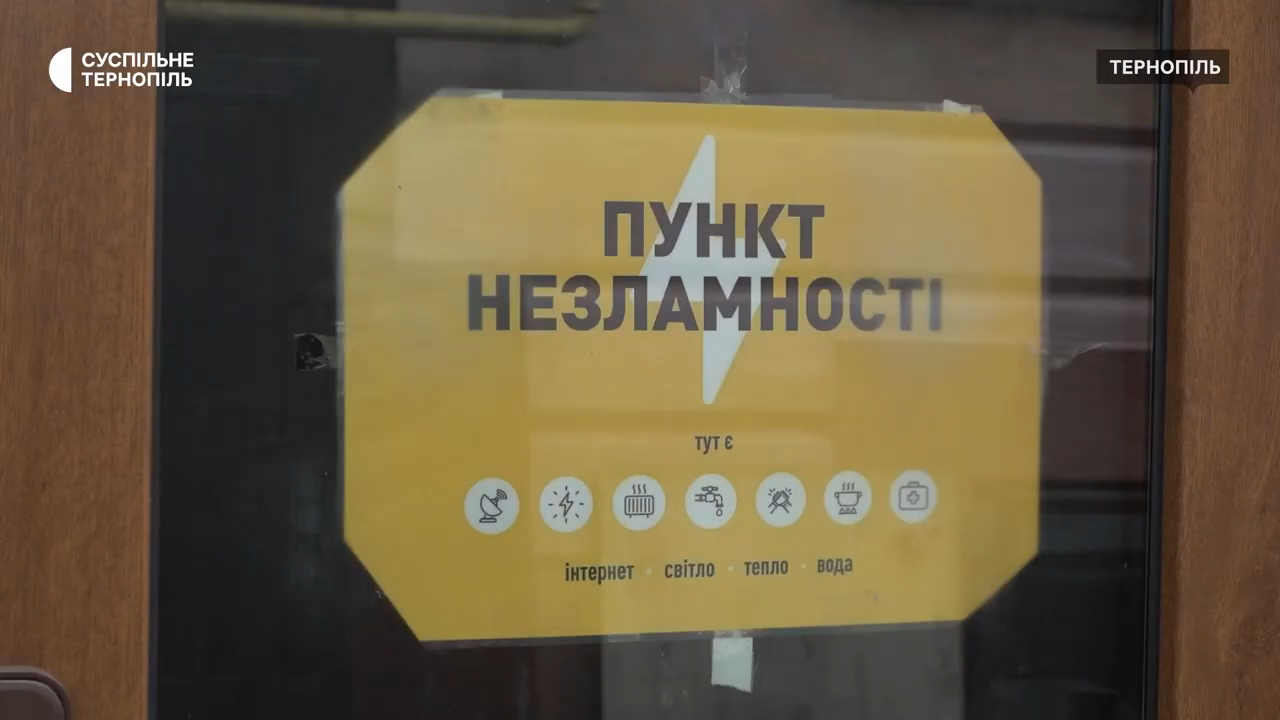 СУСПІЛЬНЕ
ТЕРНОПІЛЬ
ТЕРНОПІЛЬ
ПУНКТ
НЕЗЛАМНОСТІ
тут є
інтернет · світло · тепло · вода